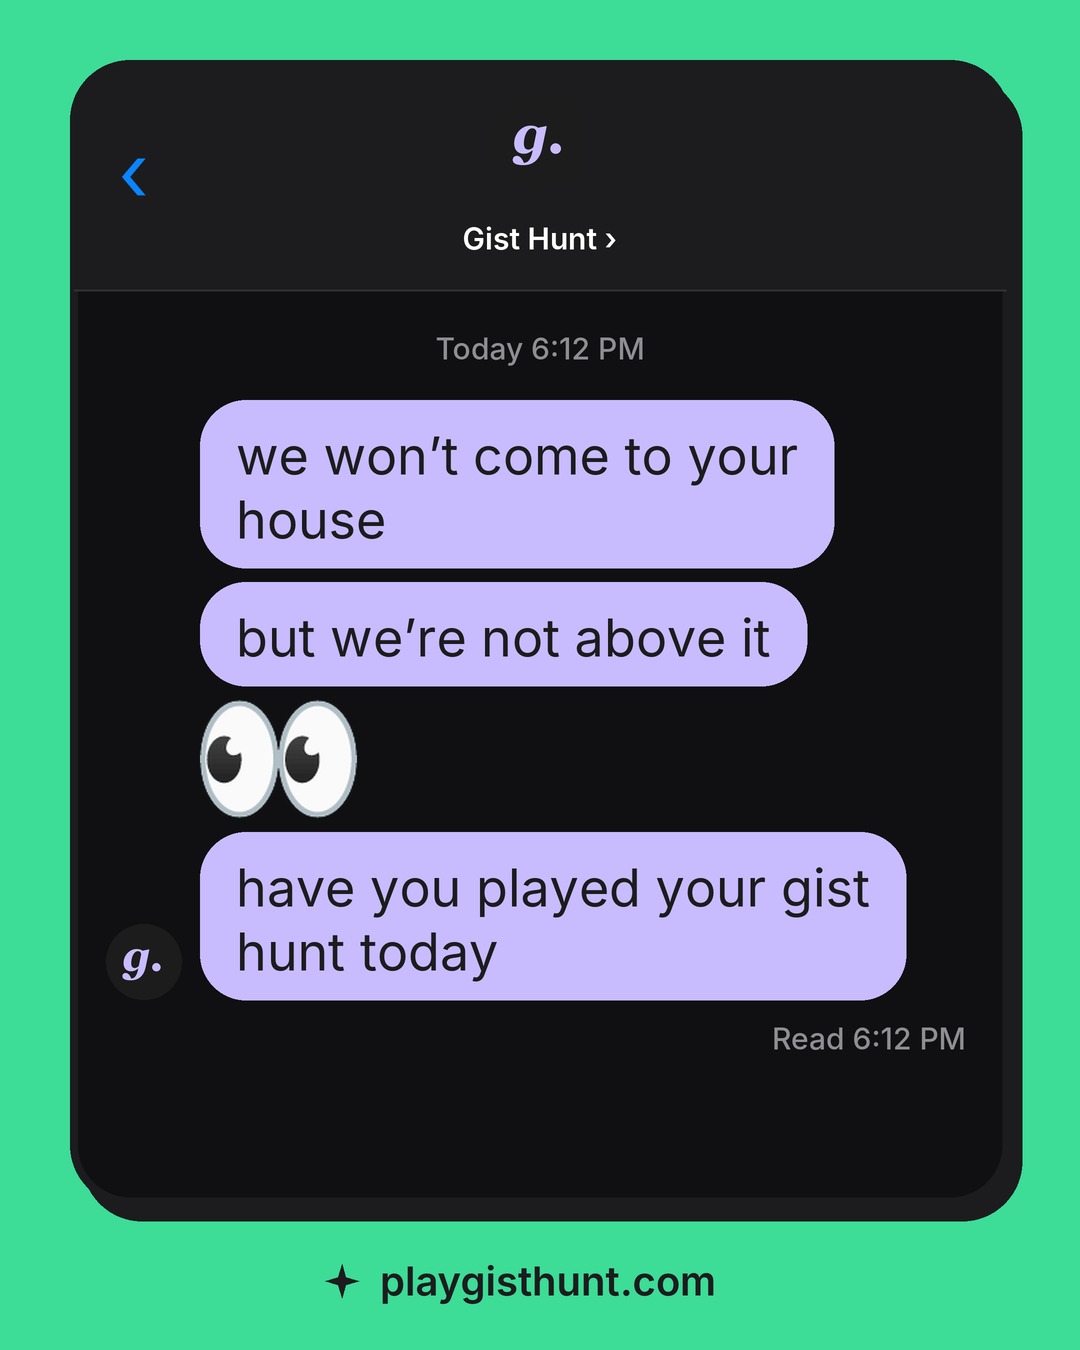 g.
Gist Hunt ›
Today 6:12 PM
we won’t come to your
house
but we’re not above it
👀
have you played your gist
hunt today
g.
Read 6:12 PM
playgisthunt.com